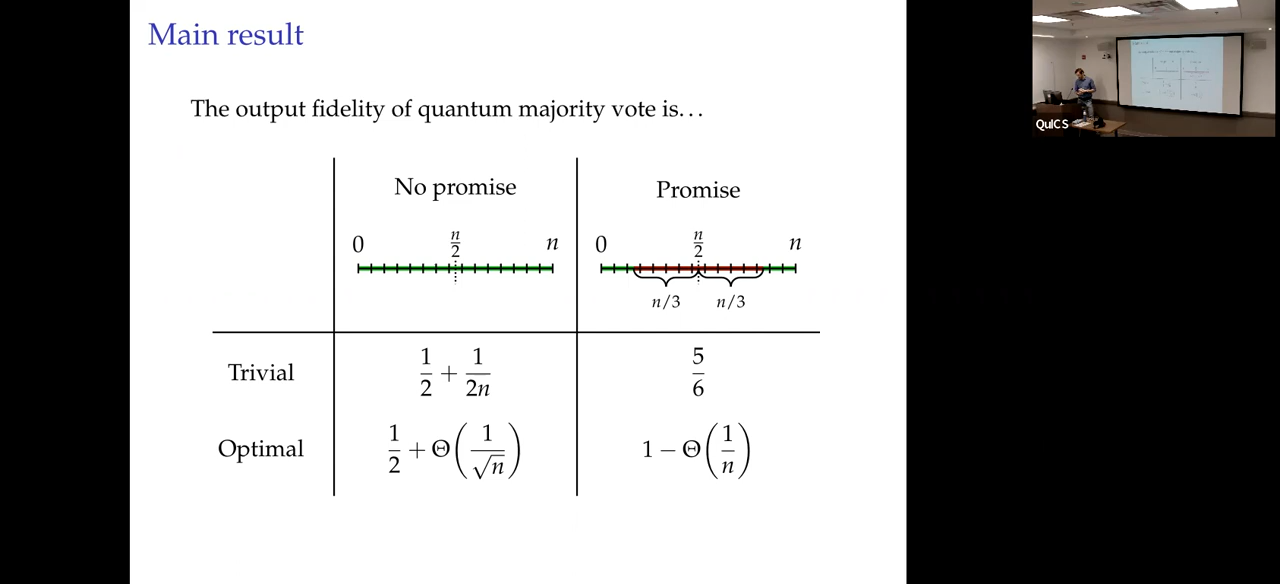 Main result
The output fidelity of quantum majority vote is...
No promise
Promise
0 n/2 n
0 n/2 n
n/3 n/3
Trivial 1/2 + 1/2n 5/6
Optimal 1/2 + Θ(1/√n) 1 − Θ(1/n)
QuICS